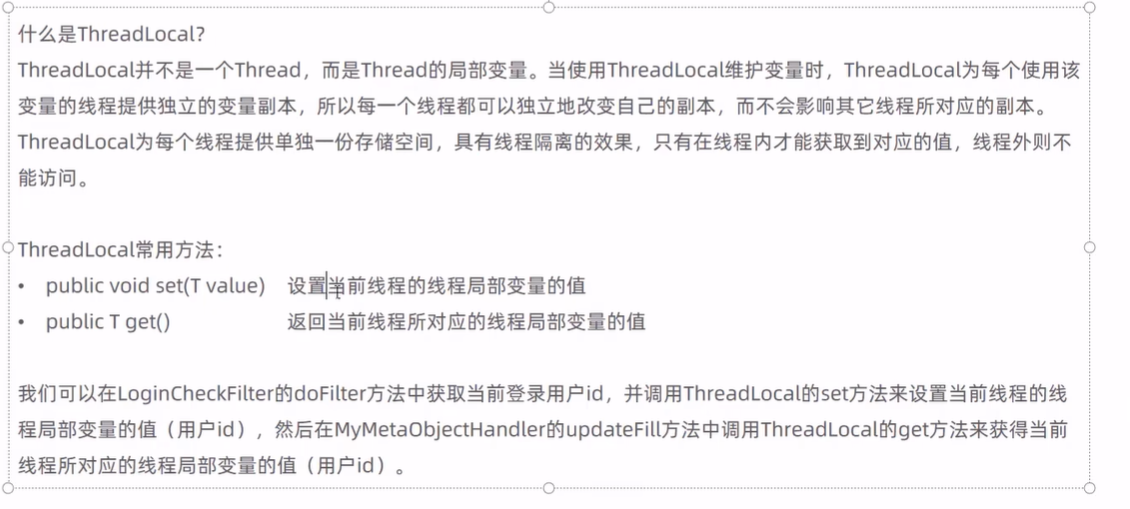 什么是ThreadLocal?
ThreadLocal并不是一个Thread，而是Thread的局部变量。当使用ThreadLocal维护变量时，ThreadLocal为每个使用该
变量的线程提供独立的变量副本，所以每一个线程都可以独立地改变自己的副本，而不会影响其它线程所对应的副本。
ThreadLocal为每个线程提供单独一份存储空间，具有线程隔离的效果，只有在线程内才能获取到对应的值，线程外则不
能访问。
ThreadLocal常用方法：
• public void set(T value) 设置当前线程的线程局部变量的值
• public T get() 返回当前线程所对应的线程局部变量的值
我们可以在LoginCheckFilter的doFilter方法中获取当前登录用户id，并调用ThreadLocal的set方法来设置当前线程的线
程局部变量的值（用户id），然后在MyMetaObjectHandler的updateFill方法中调用ThreadLocal的get方法来获得当前
线程所对应的线程局部变量的值（用户id）。